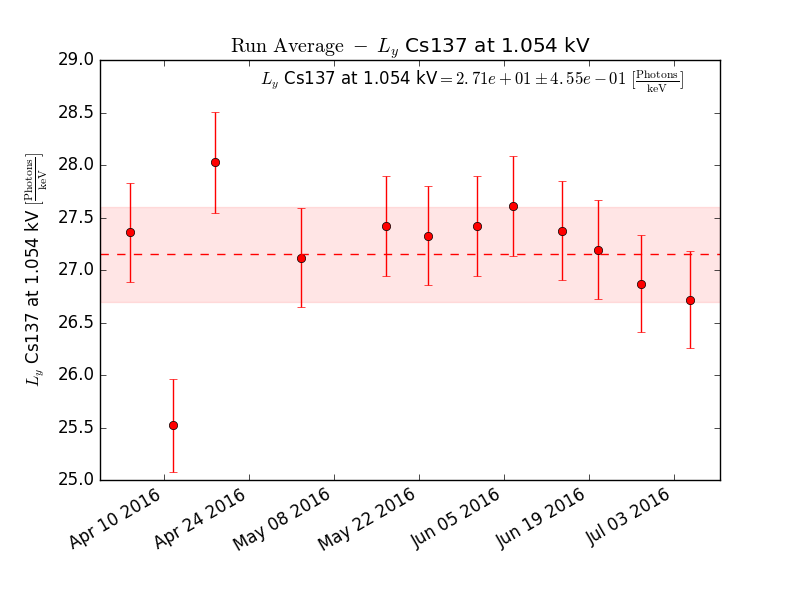 Run Average − L_y Cs137 at 1.054 kV
L_y Cs137 at 1.054 kV = 2.71e + 01 ± 4.55e − 01 [Photons/keV]
L_y Cs137 at 1.054 kV [Photons/keV]
29.0
28.5
28.0
27.5
27.0
26.5
26.0
25.5
25.0
Apr 10 2016
Apr 24 2016
May 08 2016
May 22 2016
Jun 05 2016
Jun 19 2016
Jul 03 2016